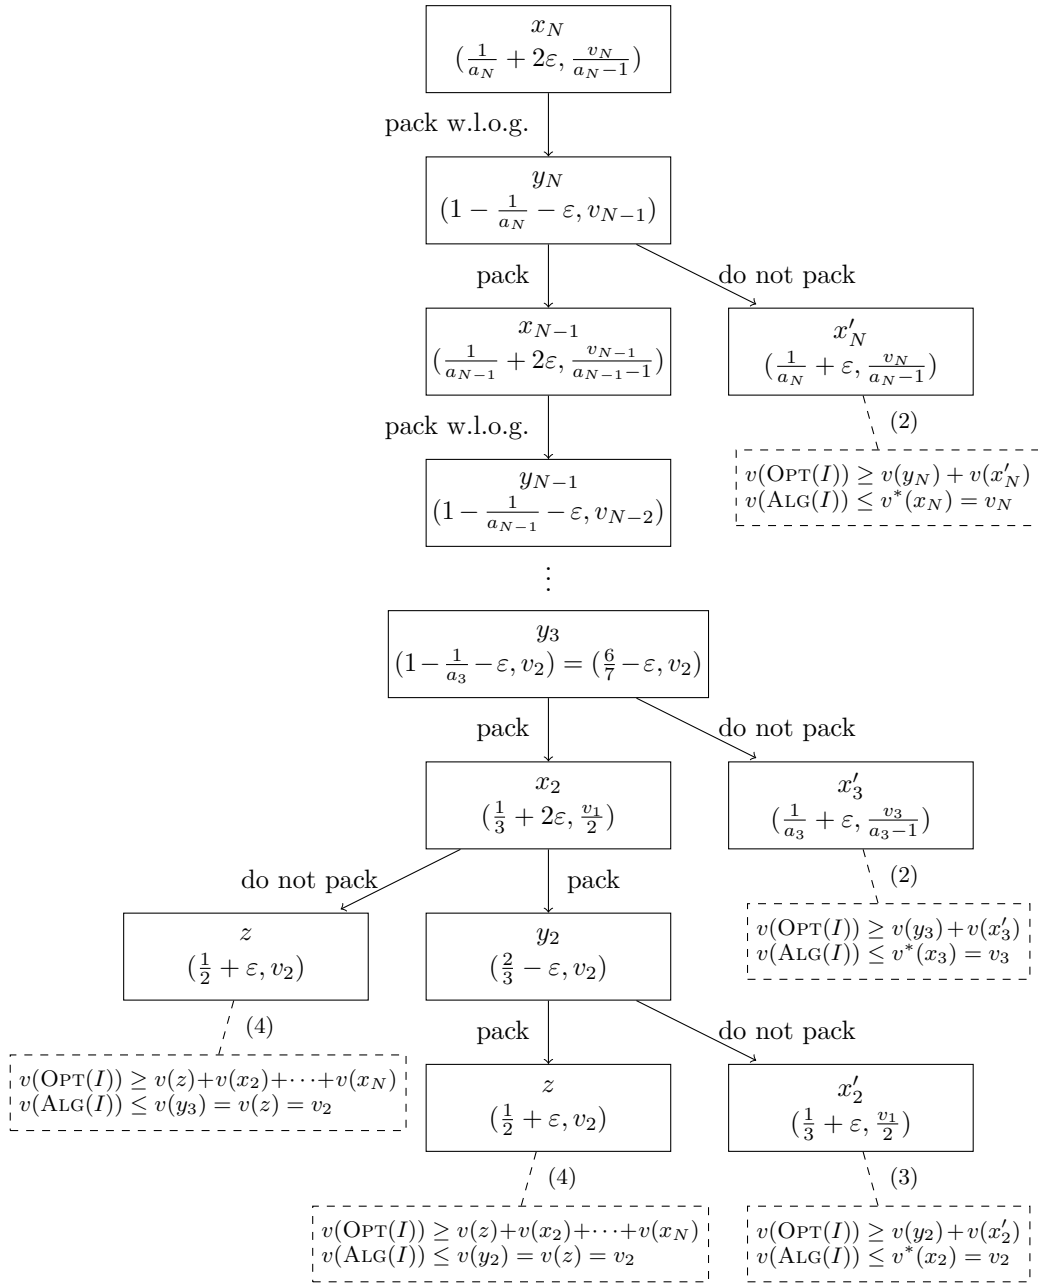 x_N
(1/a_N + 2ε, v_N/(a_N−1))
pack w.l.o.g.
y_N
(1 − 1/a_N − ε, v_{N−1})
pack
do not pack
x_{N−1}
(1/a_{N−1} + 2ε, v_{N−1}/(a_{N−1}−1))
x′_N
(1/a_N + ε, v_N/(a_N−1))
pack w.l.o.g.
(2)
y_{N−1}
(1 − 1/a_{N−1} − ε, v_{N−2})
v(OPT(I)) ≥ v(y_N) + v(x′_N)
v(ALG(I)) ≤ v*(x_N) = v_N
⋮
y_3
(1 − 1/a_3 − ε, v_2) = (6/7 − ε, v_2)
pack
do not pack
x_2
(1/3 + 2ε, v_1/2)
x′_3
(1/a_3 + ε, v_3/(a_3−1))
do not pack
pack
(2)
z
(1/2 + ε, v_2)
y_2
(2/3 − ε, v_2)
v(OPT(I)) ≥ v(y_3) + v(x′_3)
v(ALG(I)) ≤ v*(x_3) = v_3
(4)
pack
do not pack
v(OPT(I)) ≥ v(z)+v(x_2)+⋯+v(x_N)
v(ALG(I)) ≤ v(y_3) = v(z) = v_2
z
(1/2 + ε, v_2)
x′_2
(1/3 + ε, v_1/2)
(4)
(3)
v(OPT(I)) ≥ v(z)+v(x_2)+⋯+v(x_N)
v(ALG(I)) ≤ v(y_2) = v(z) = v_2
v(OPT(I)) ≥ v(y_2) + v(x′_2)
v(ALG(I)) ≤ v*(x_2) = v_2